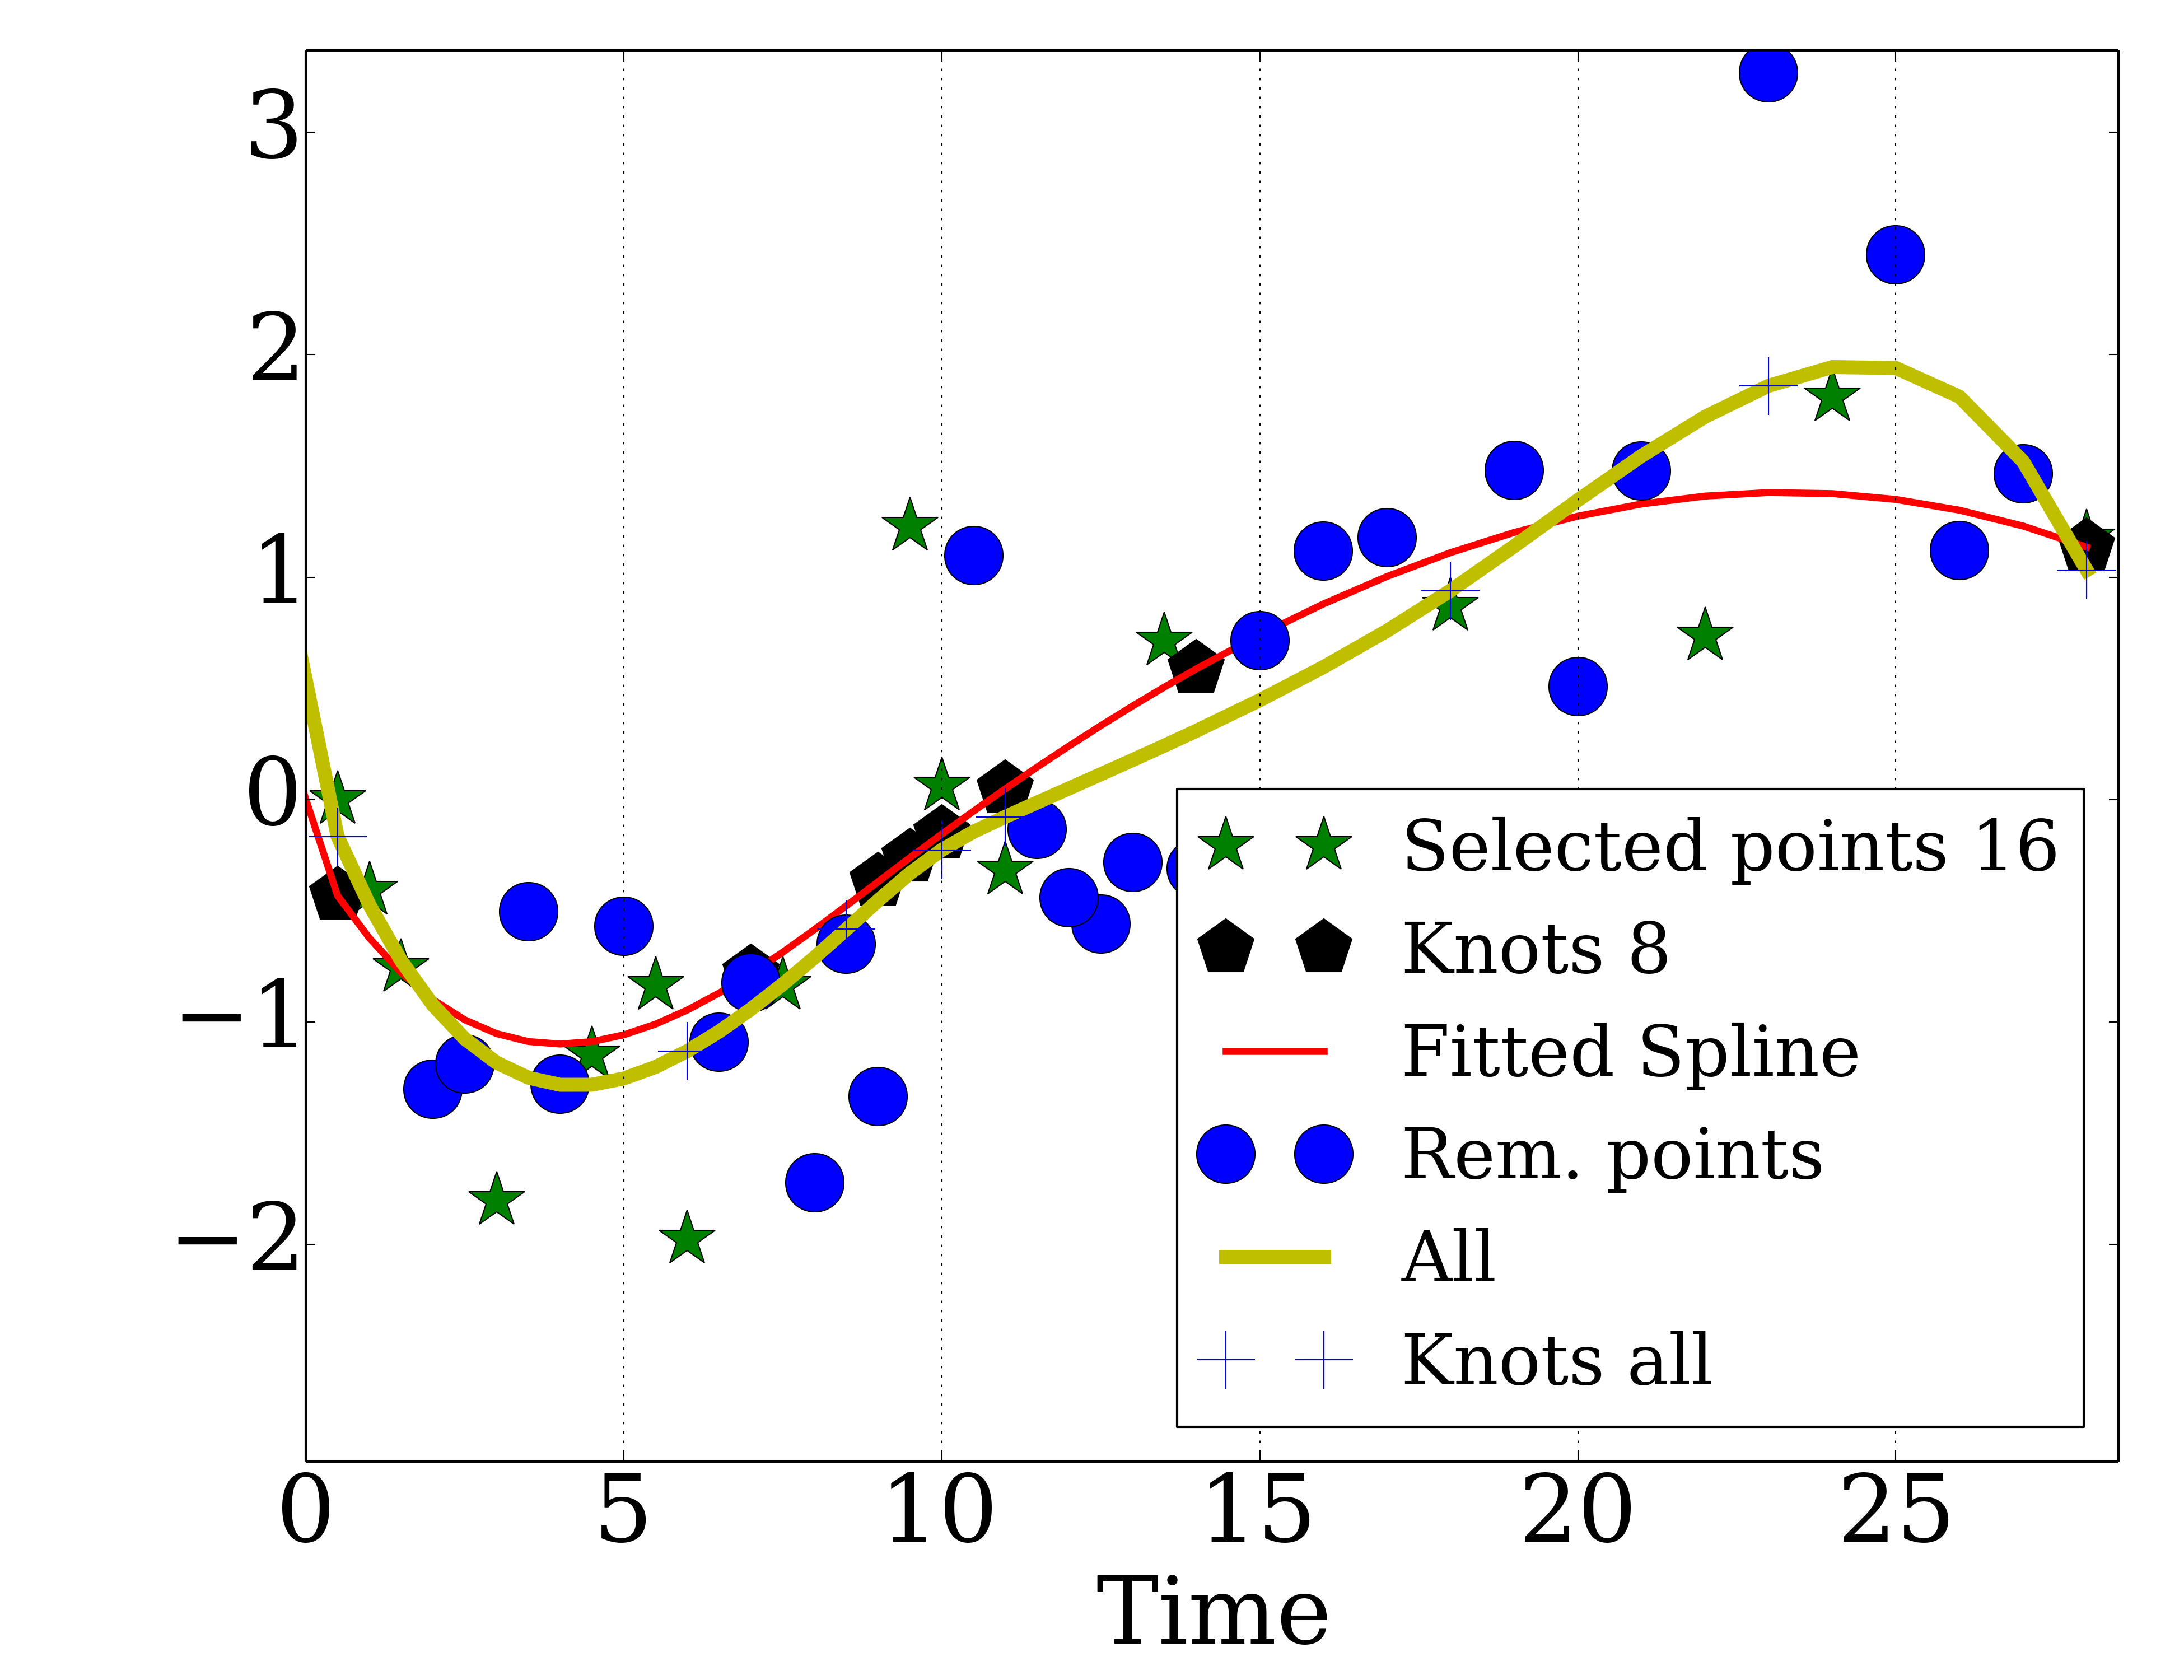 3
2
1
0
−1
−2
Selected points 16
Knots 8
Fitted Spline
Rem. points
All
Knots all
0 5 10 15 20 25
Time